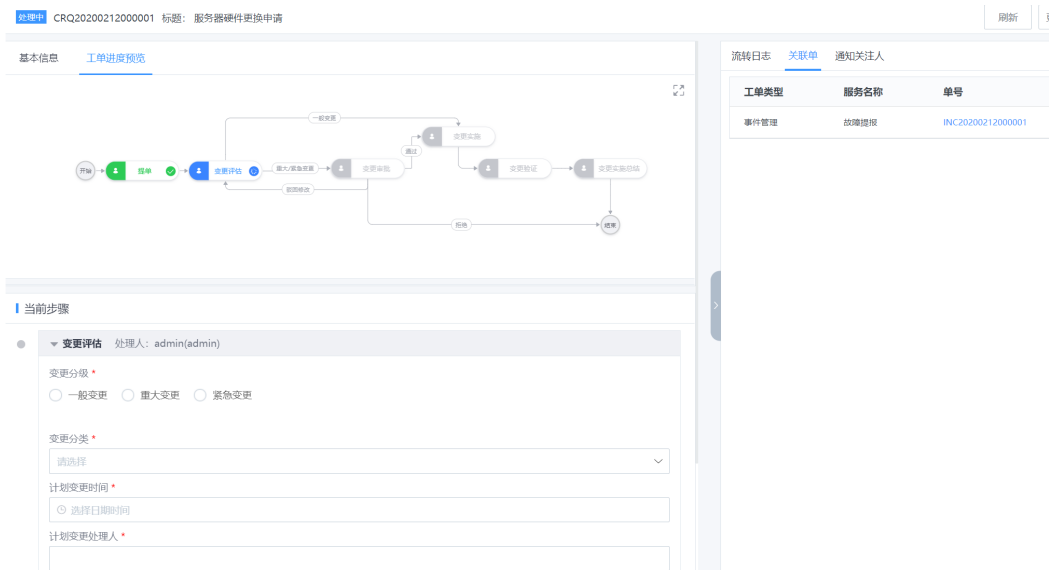 处理中 CRQ20200212000001 标题： 服务器硬件更换申请
刷新
基本信息 工单进度预览
一般变更
变更实施
通过
开始 提单 变更评估 重大/紧急变更 变更审批 变更验证 变更实施总结
驳回修改
拒绝 结束
当前步骤
变更评估 处理人：admin(admin)
变更分级 *
一般变更 重大变更 紧急变更
变更分类 *
请选择
计划变更时间 *
选择日期时间
计划变更处理人 *
流转日志 关联单 通知关注人
工单类型 服务名称 单号
事件管理 故障提报 INC20200212000001